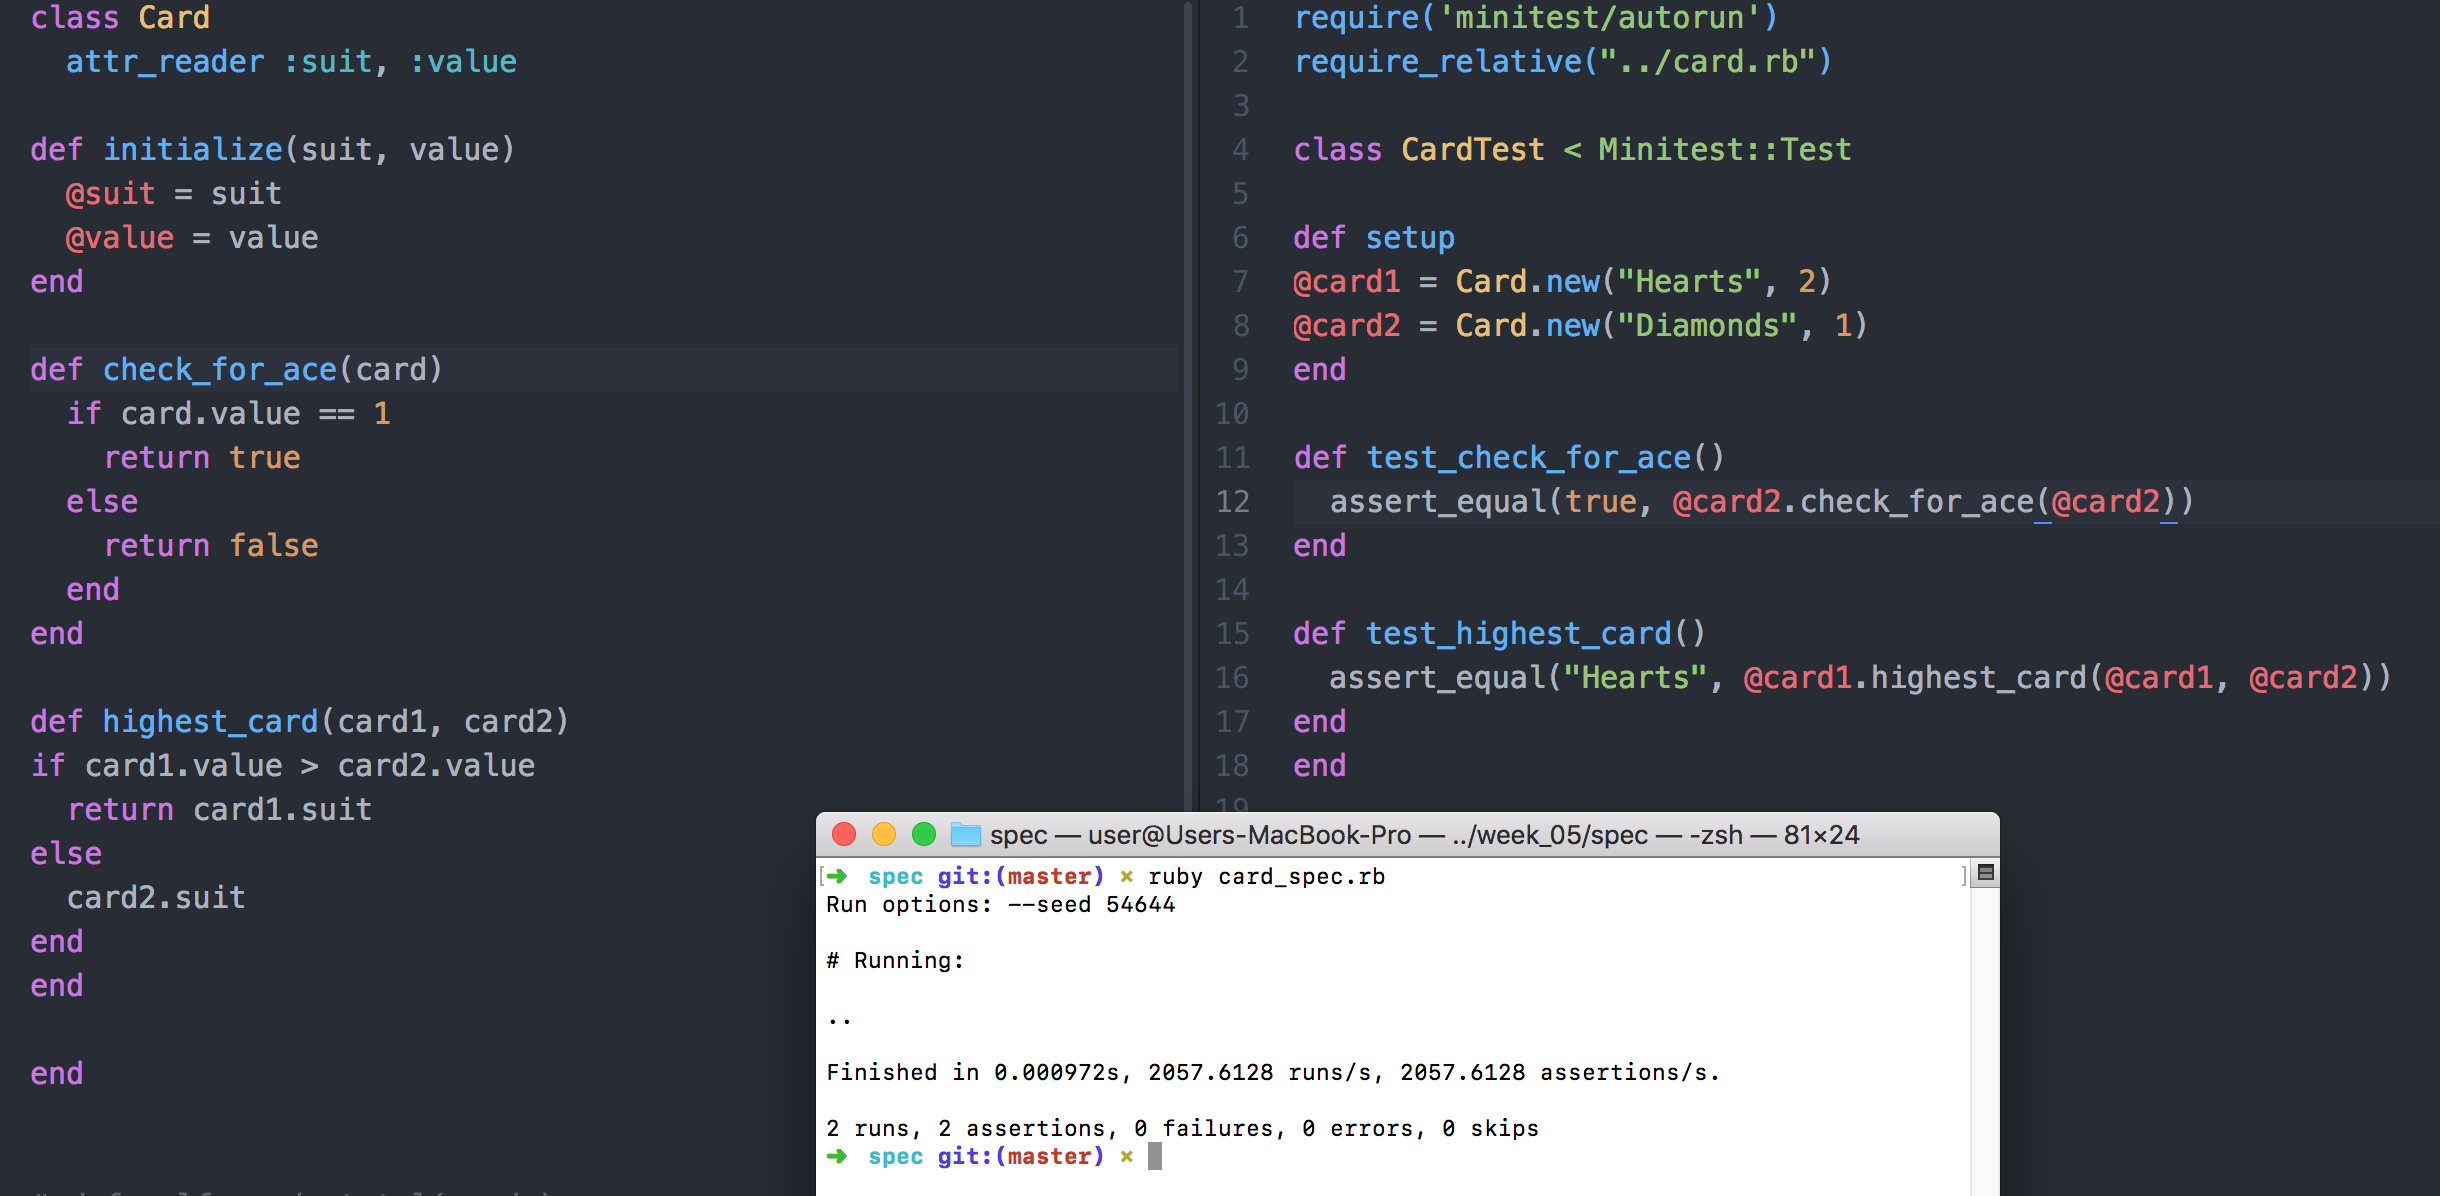 class Card
  attr_reader :suit, :value
def initialize(suit, value)
  @suit = suit
  @value = value
end
def check_for_ace(card)
  if card.value == 1
    return true
  else
    return false
  end
end
def highest_card(card1, card2)
if card1.value > card2.value
  return card1.suit
else
  card2.suit
end
end
end
1 require('minitest/autorun')
2 require_relative("../card.rb")
3
4 class CardTest < Minitest::Test
5
6 def setup
7 @card1 = Card.new("Hearts", 2)
8 @card2 = Card.new("Diamonds", 1)
9 end
10
11 def test_check_for_ace()
12   assert_equal(true, @card2.check_for_ace(@card2))
13 end
14
15 def test_highest_card()
16   assert_equal("Hearts", @card1.highest_card(@card1, @card2))
17 end
18 end
19
spec — user@Users-MacBook-Pro — ../week_05/spec — -zsh — 81×24
[➜  spec git:(master) ✗ ruby card_spec.rb ]
Run options: --seed 54644
# Running:
..
Finished in 0.000972s, 2057.6128 runs/s, 2057.6128 assertions/s.
2 runs, 2 assertions, 0 failures, 0 errors, 0 skips
➜  spec git:(master) ✗